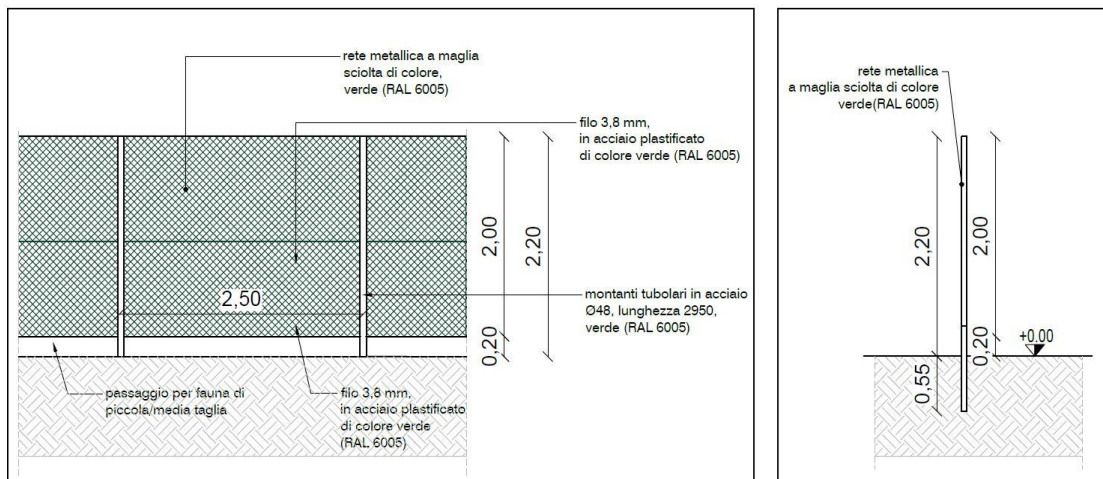 rete metallica a maglia
sciolta di colore,
verde (RAL 6005)
filo 3,8 mm,
in acciaio plastificato
di colore verde (RAL 6005)
2,00
2,20
2,50
montanti tubolari in acciaio
Ø48, lunghezza 2950,
verde (RAL 6005)
0,20
passaggio per fauna di
piccola/media taglia
filo 3,8 mm,
in acciaio plastificato
di colore verde
(RAL 6005)
rete metallica
a maglia sciolta di colore
verde(RAL 6005)
2,20
2,00
0,20
+0.00
0,55